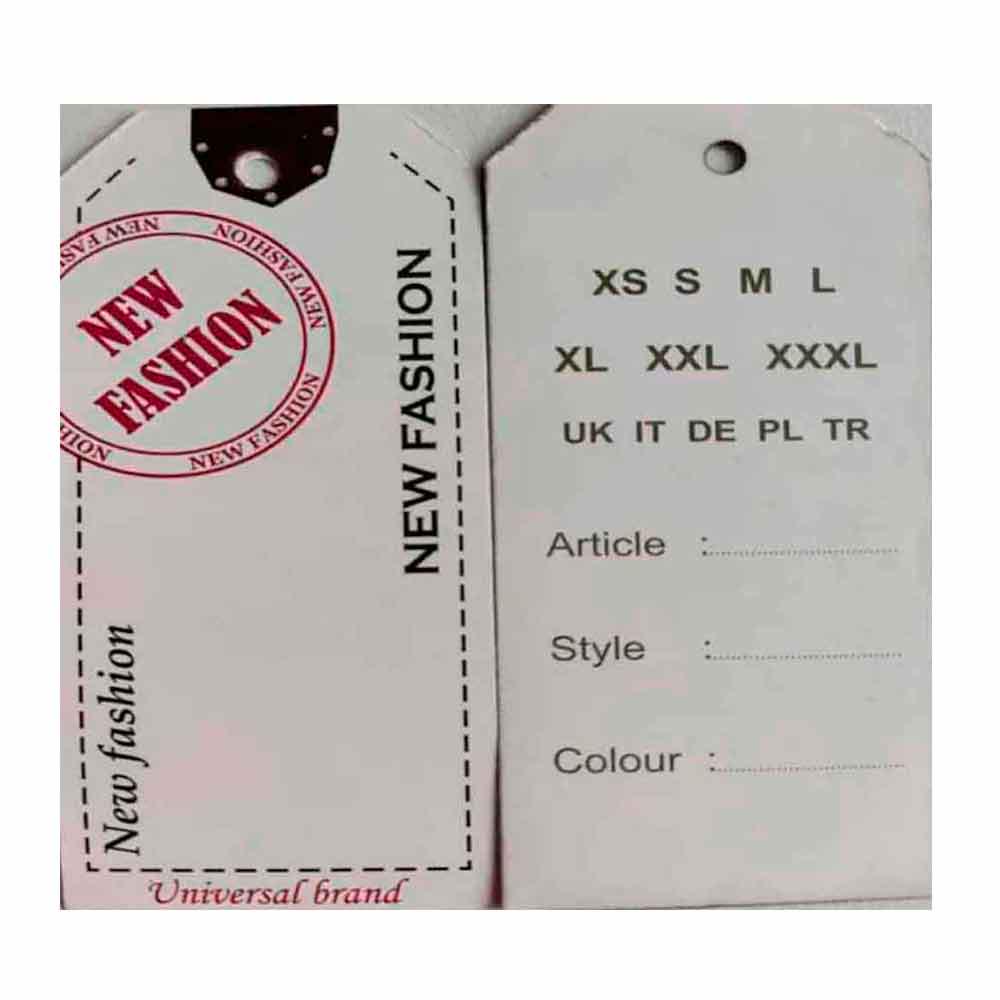 NEW FASHION
NEW FASHION
NEW FASHION
NEW
FASHION
NEW FASHION
New fashion
Universal brand
XS S M L
XL XXL XXXL
UK IT DE PL TR
Article :
Style :
Colour :